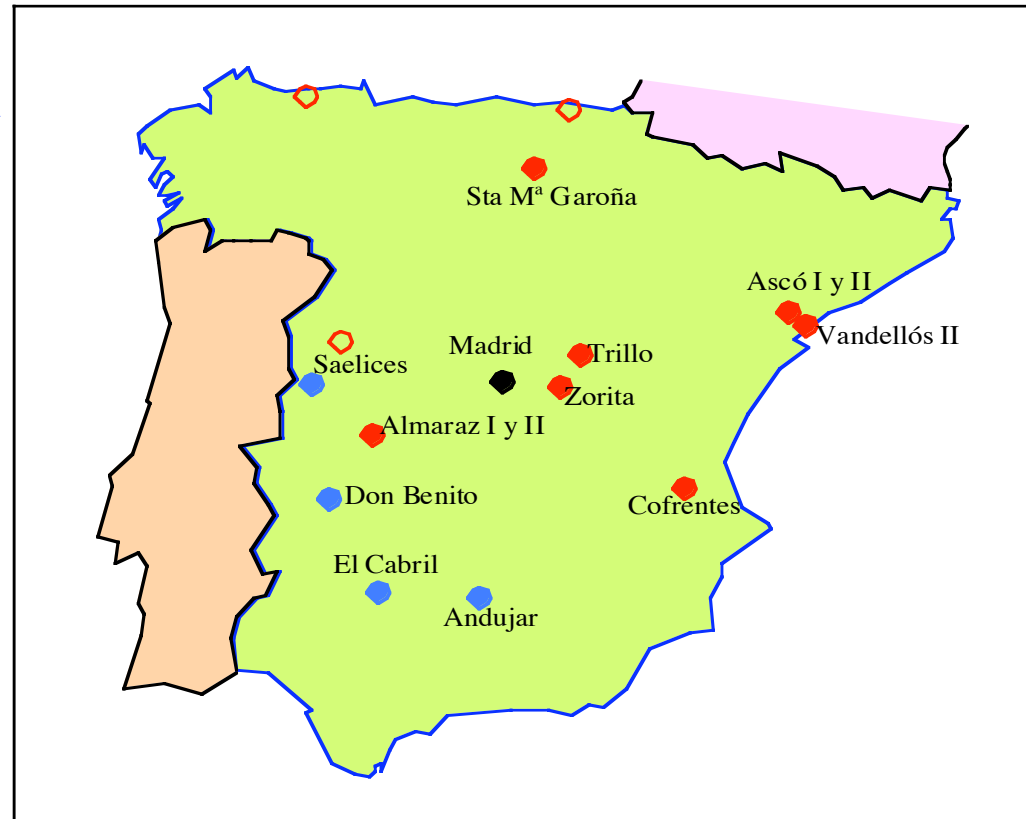 Sta Mª Garoña
Ascó I y II
Vandellós II
Madrid
Trillo
Saelices
Zorita
Almaraz I y II
Don Benito
Cofrentes
El Cabril
Andujar